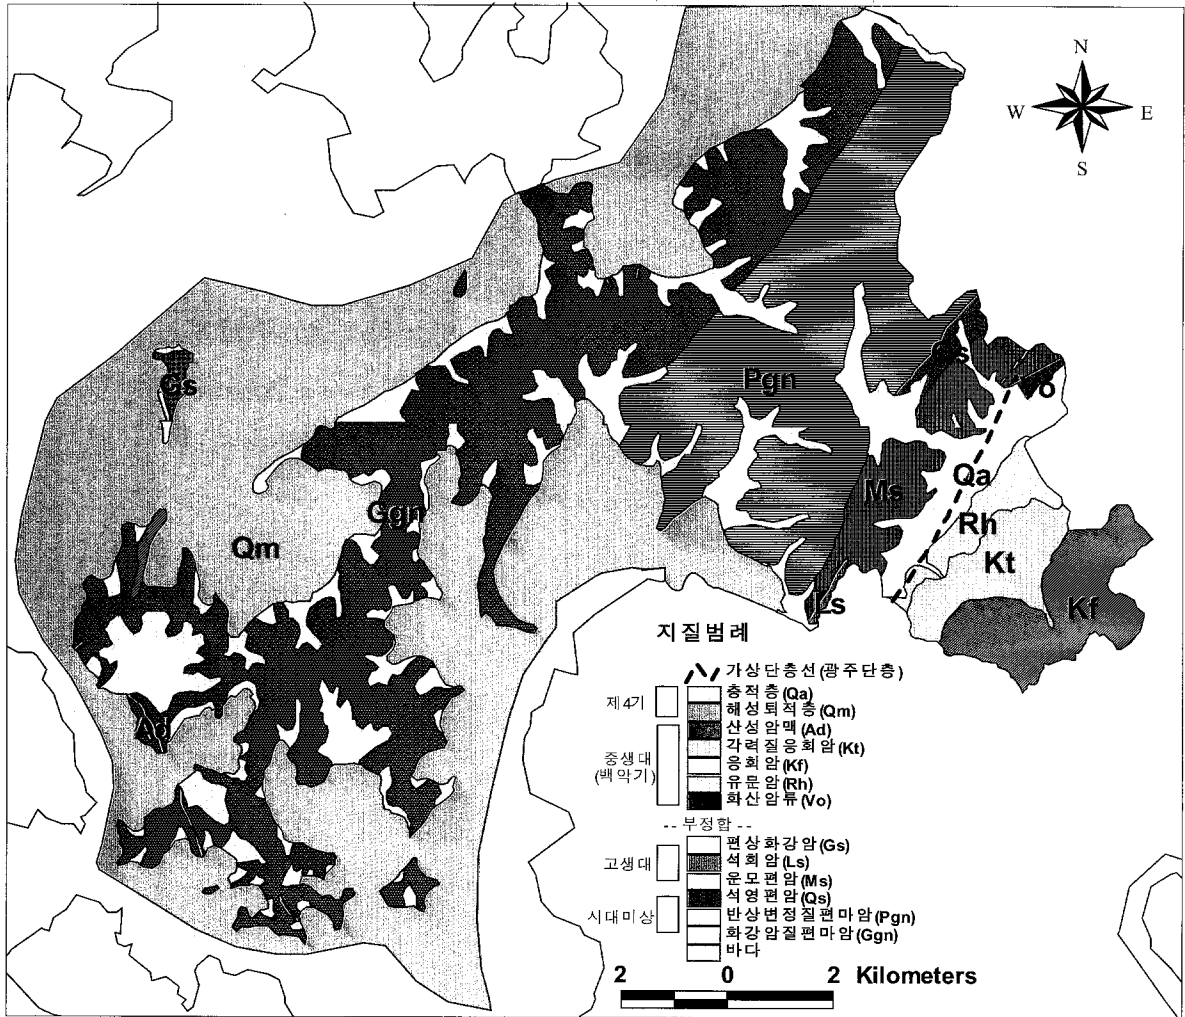 N
W E
S
Qs
Gs
Pgn
Vo
Qa
Ms
Ggn
Rh
Qm
Kt
Ls
Kf
Ad
지질범례
가상단층선(광주단층)
제4기
충적층(Qa)
해성퇴적층(Qm)
중생대
(백악기)
산성암맥(Ad)
각력질응회암(Kt)
응회암(Kf)
유문암(Rh)
화산암류(Vo)
-- 부정합 --
고생대
편상화강암(Gs)
석회암(Ls)
운모편암(Ms)
시대미상
석영편암(Qs)
반상변정질편마암(Pgn)
화강암질편마암(Ggn)
바다
2 0 2 Kilometers